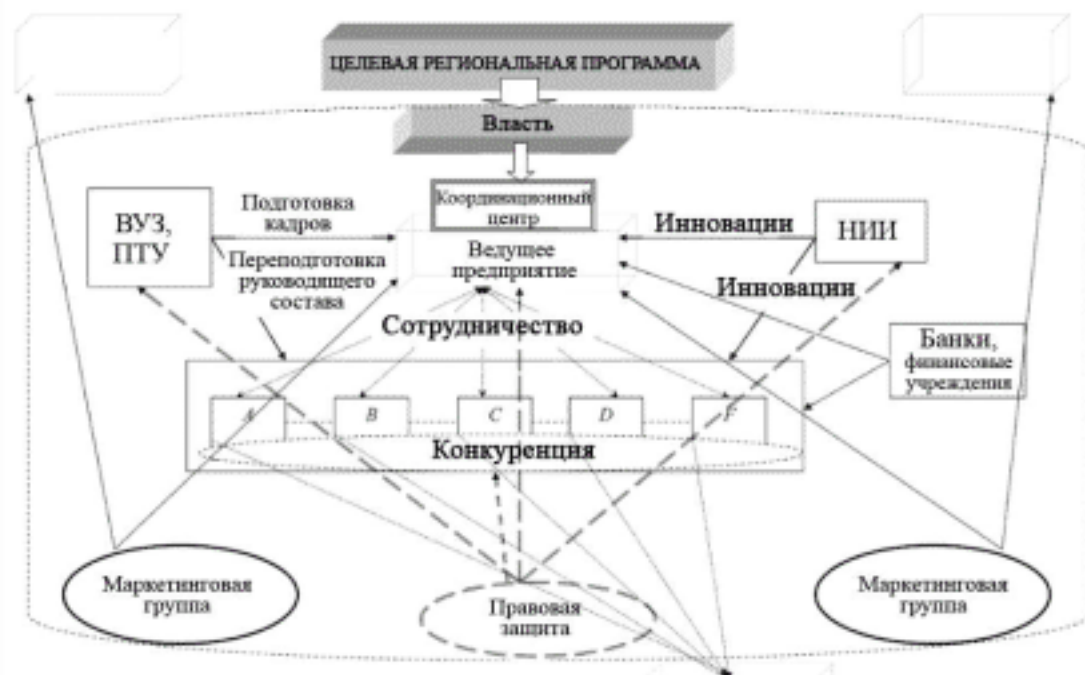 ЦЕЛЕВАЯ РЕГИОНАЛЬНАЯ ПРОГРАММА
Власть
Координационный
центр
Ведущее
предприятие
ВУЗ,
ПТУ
Подготовка
кадров
Переподготовка
руководящего
состава
Инновации
НИИ
Инновации
Сотрудничество
Банки,
финансовые
учреждения
A
B
C
D
F
Конкуренция
Маркетинговая
группа
Правовая
защита
Маркетинговая
группа